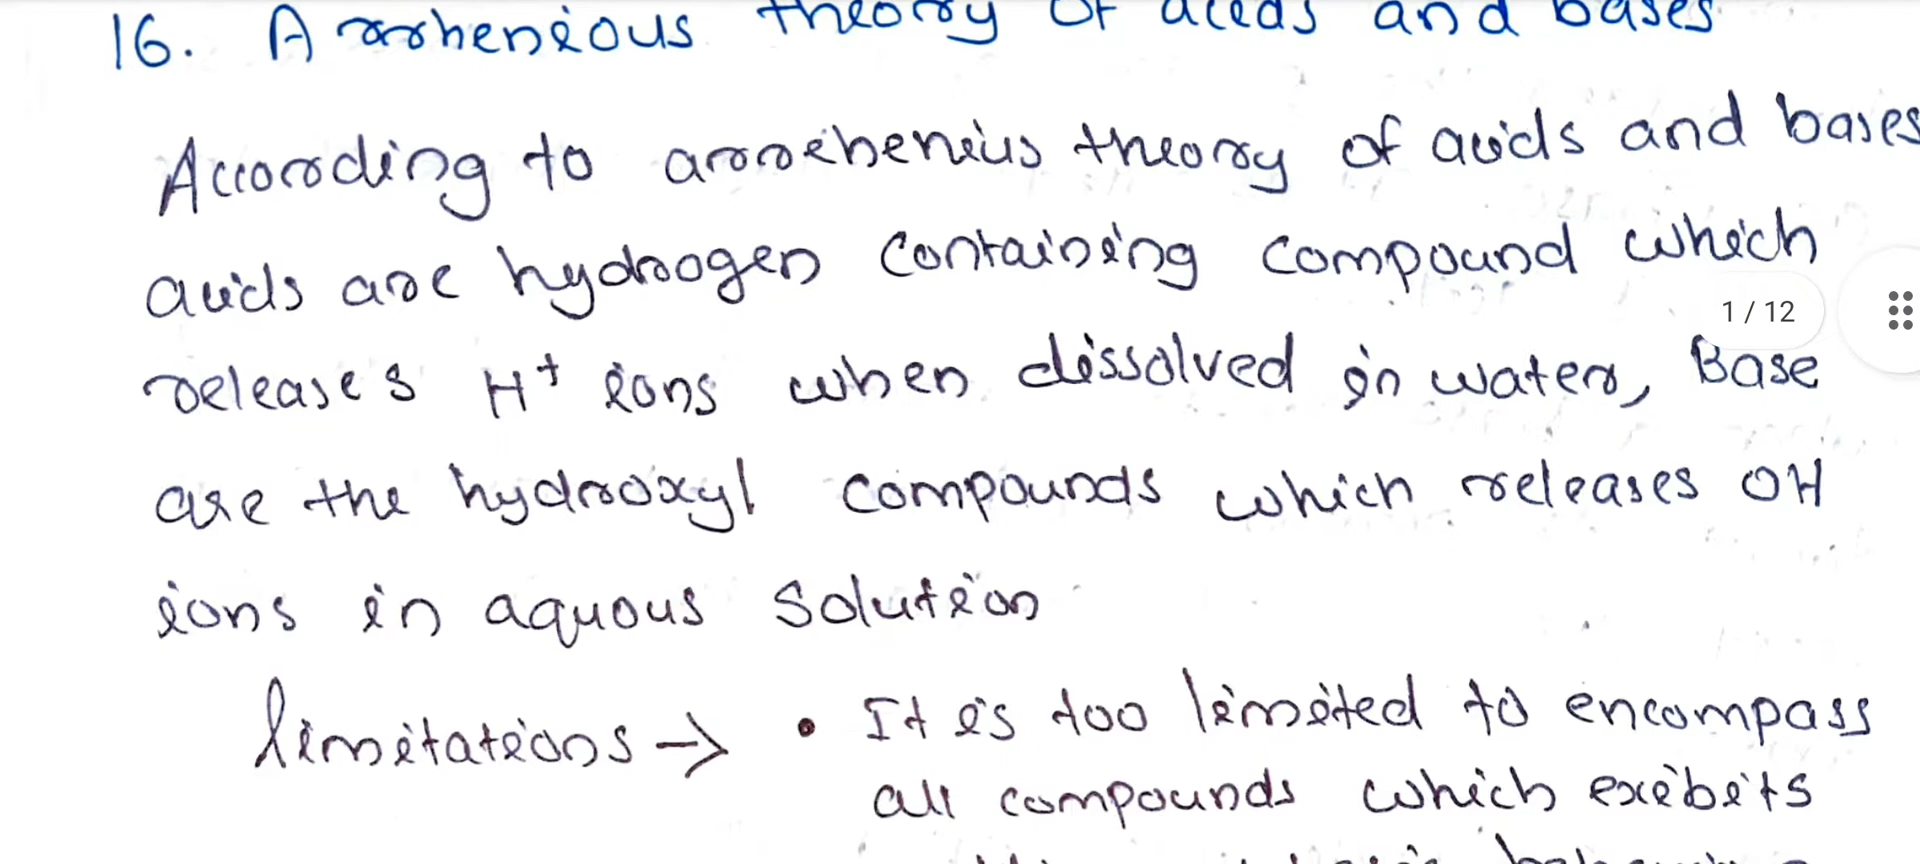 16. Arrhenious theory of acids and bases
According to arrehenius theory of acids and bases
acids are hydrogen containing compound which
1 / 12
releases H+ ions when dissolved in water, Base
are the hydroxyl compounds which releases OH
ions in aquous solution
limitations → • It is too limited to encompass
all compounds which exibits